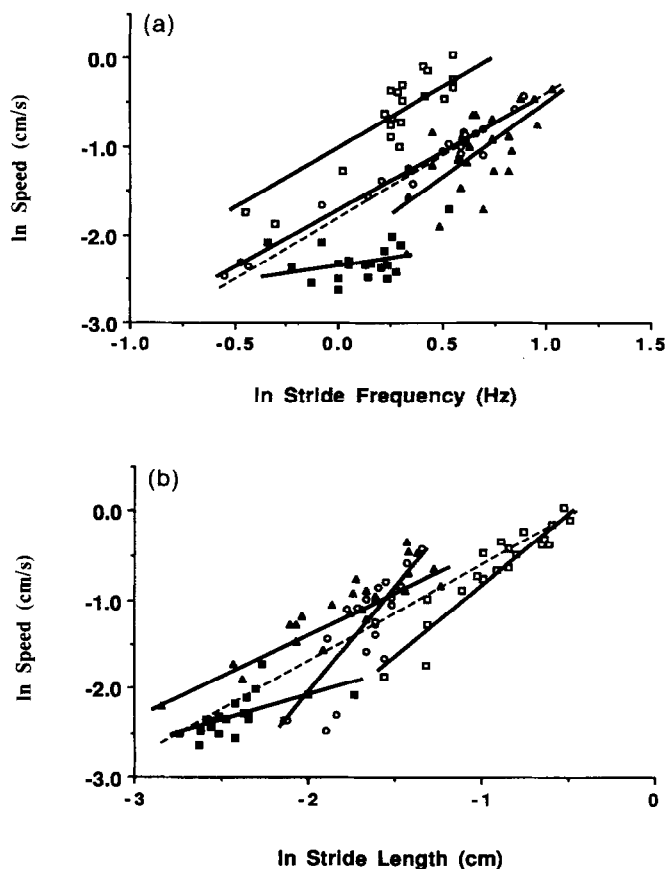 (a)
0.0
-1.0
-2.0
-3.0
ln Speed (cm/s)
-1.0 -0.5 0.0 0.5 1.0 1.5
ln Stride Frequency (Hz)
(b)
0.0
-1.0
-2.0
-3.0
ln Speed (cm/s)
-3 -2 -1 0
ln Stride Length (cm)